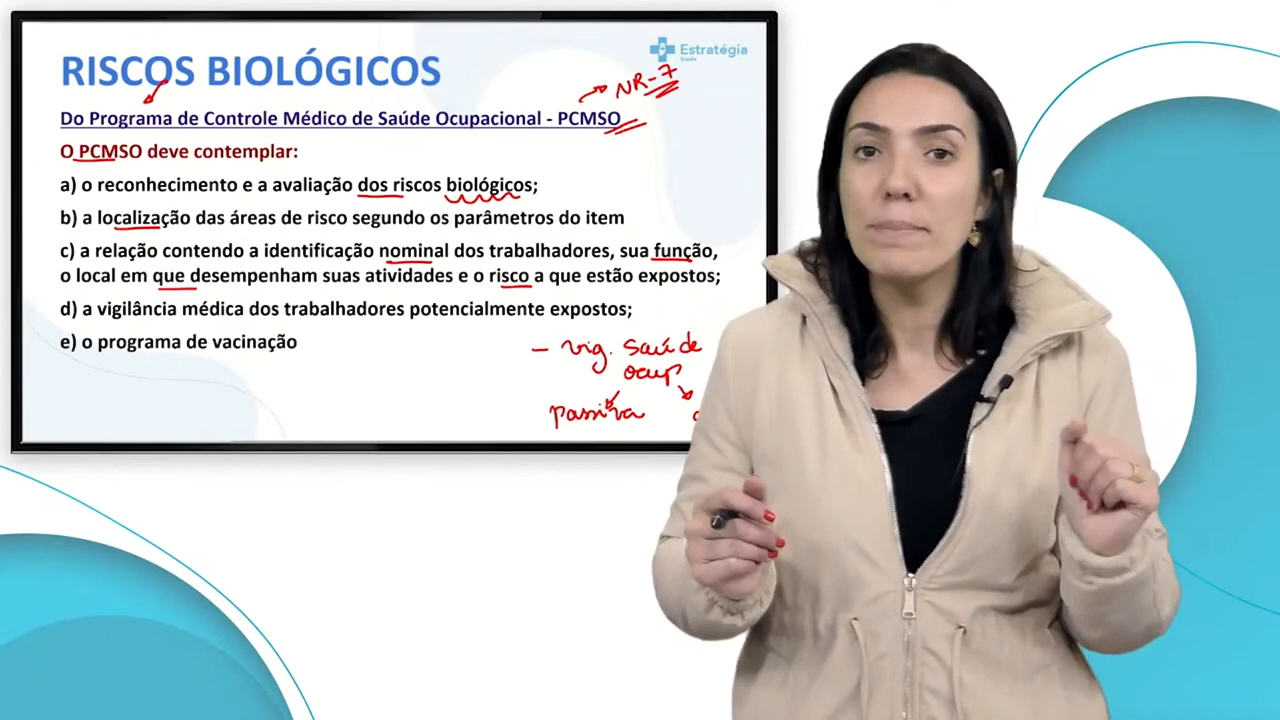 RISCOS BIOLÓGICOS
Estratégia
Saúde
NR-7
Do Programa de Controle Médico de Saúde Ocupacional - PCMSO
O PCMSO deve contemplar:
a) o reconhecimento e a avaliação dos riscos biológicos;
b) a localização das áreas de risco segundo os parâmetros do item
c) a relação contendo a identificação nominal dos trabalhadores, sua função,
o local em que desempenham suas atividades e o risco a que estão expostos;
d) a vigilância médica dos trabalhadores potencialmente expostos;
e) o programa de vacinação
- vig. saúde
ocup
passiva